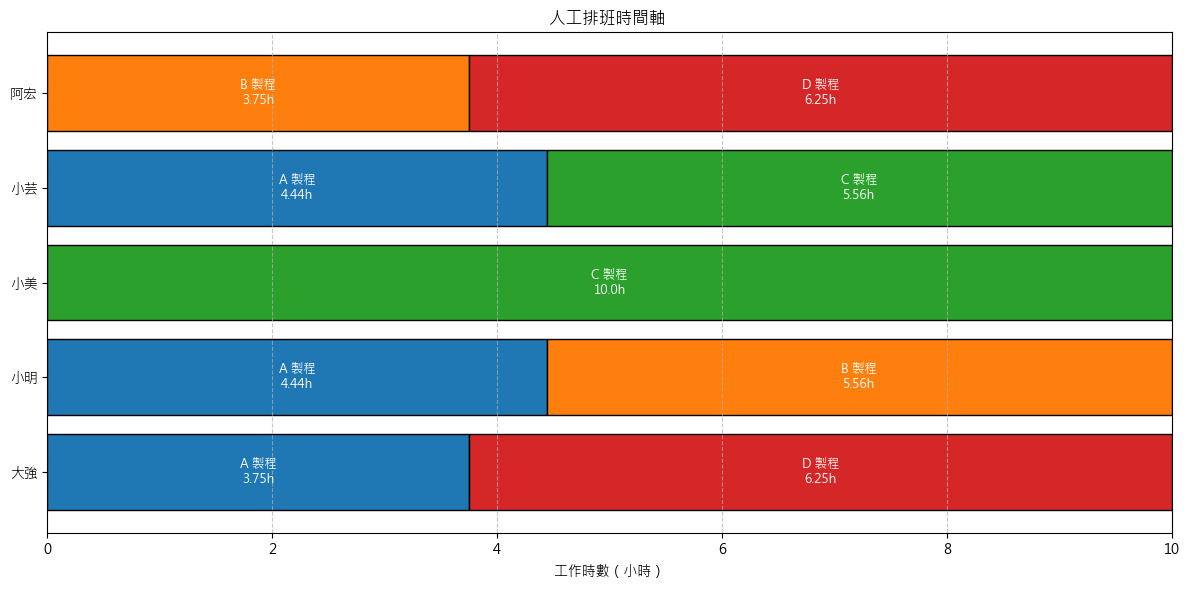 人工排班時間軸
阿宏
B 製程
3.75h
D 製程
6.25h
小芸
A 製程
4.44h
C 製程
5.56h
小美
C 製程
10.0h
小明
A 製程
4.44h
B 製程
5.56h
大強
A 製程
3.75h
D 製程
6.25h
0 2 4 6 8 10
工作時數（小時）